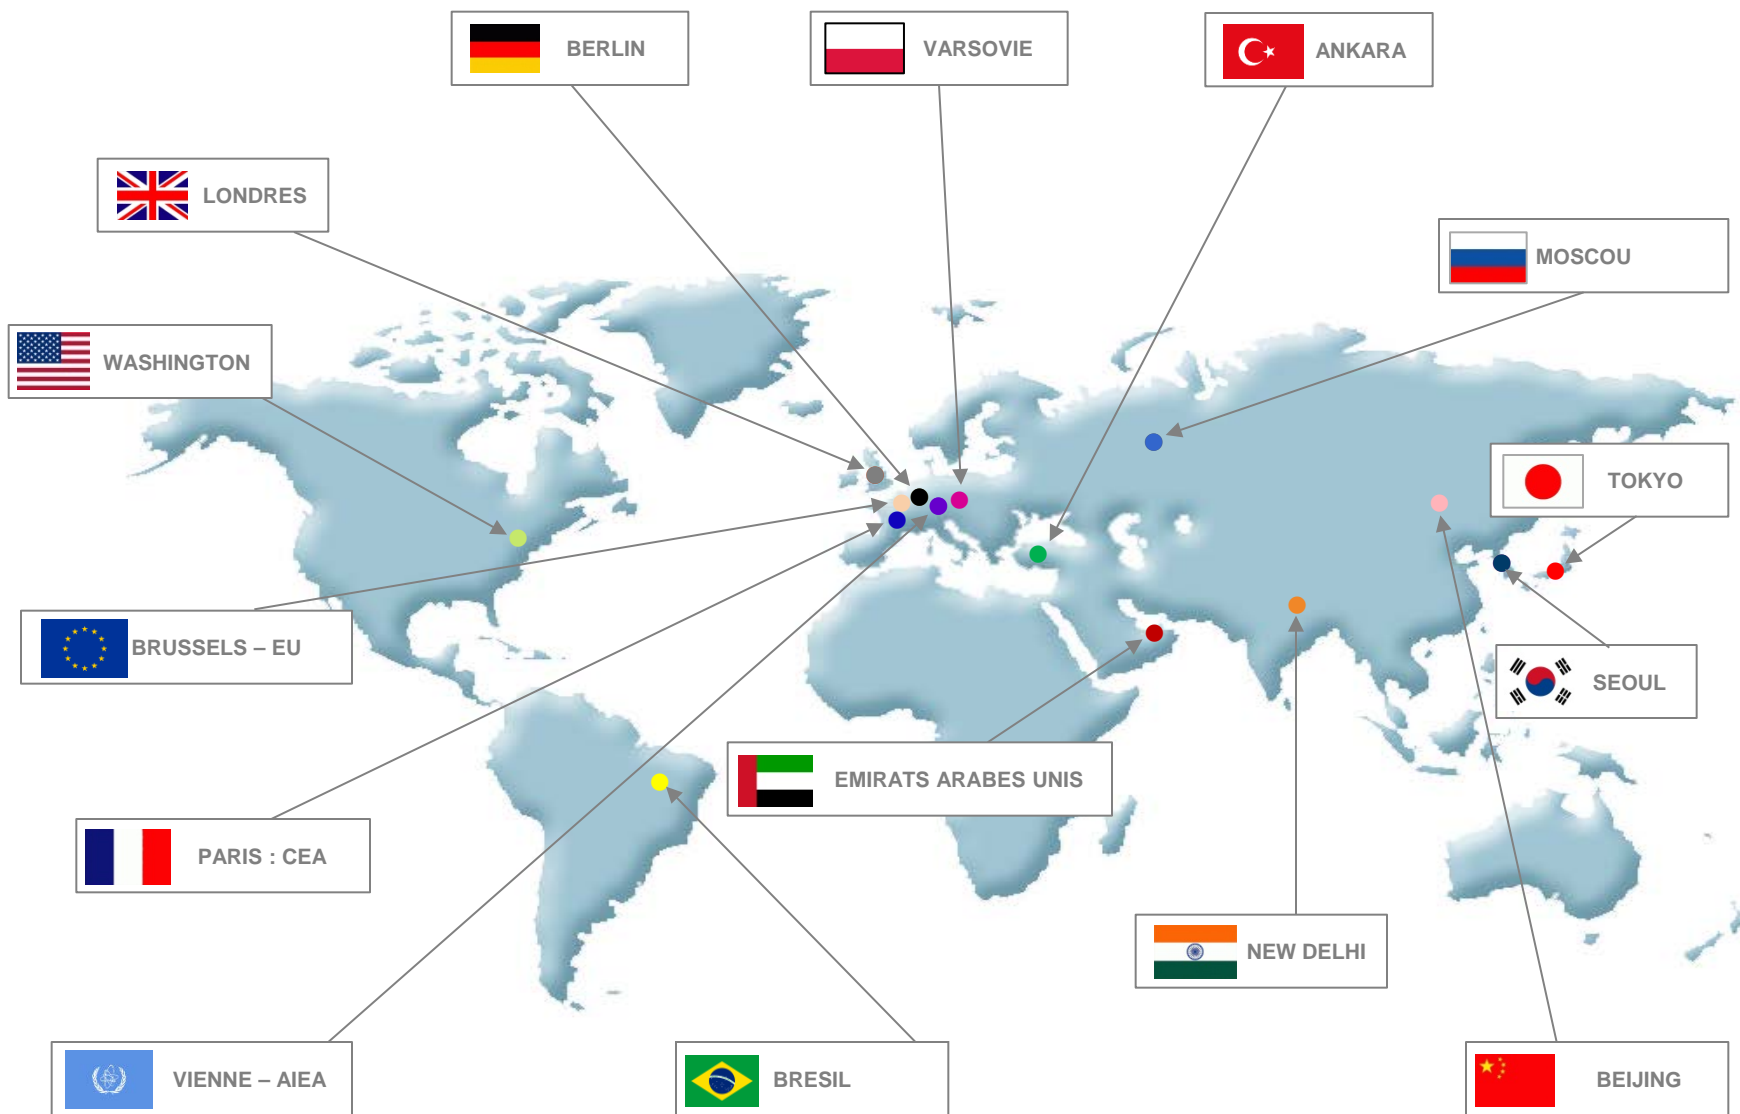 BERLIN
VARSOVIE
ANKARA
LONDRES
MOSCOU
WASHINGTON
TOKYO
BRUSSELS – EU
SEOUL
EMIRATS ARABES UNIS
PARIS : CEA
NEW DELHI
VIENNE – AIEA
BRESIL
BEIJING